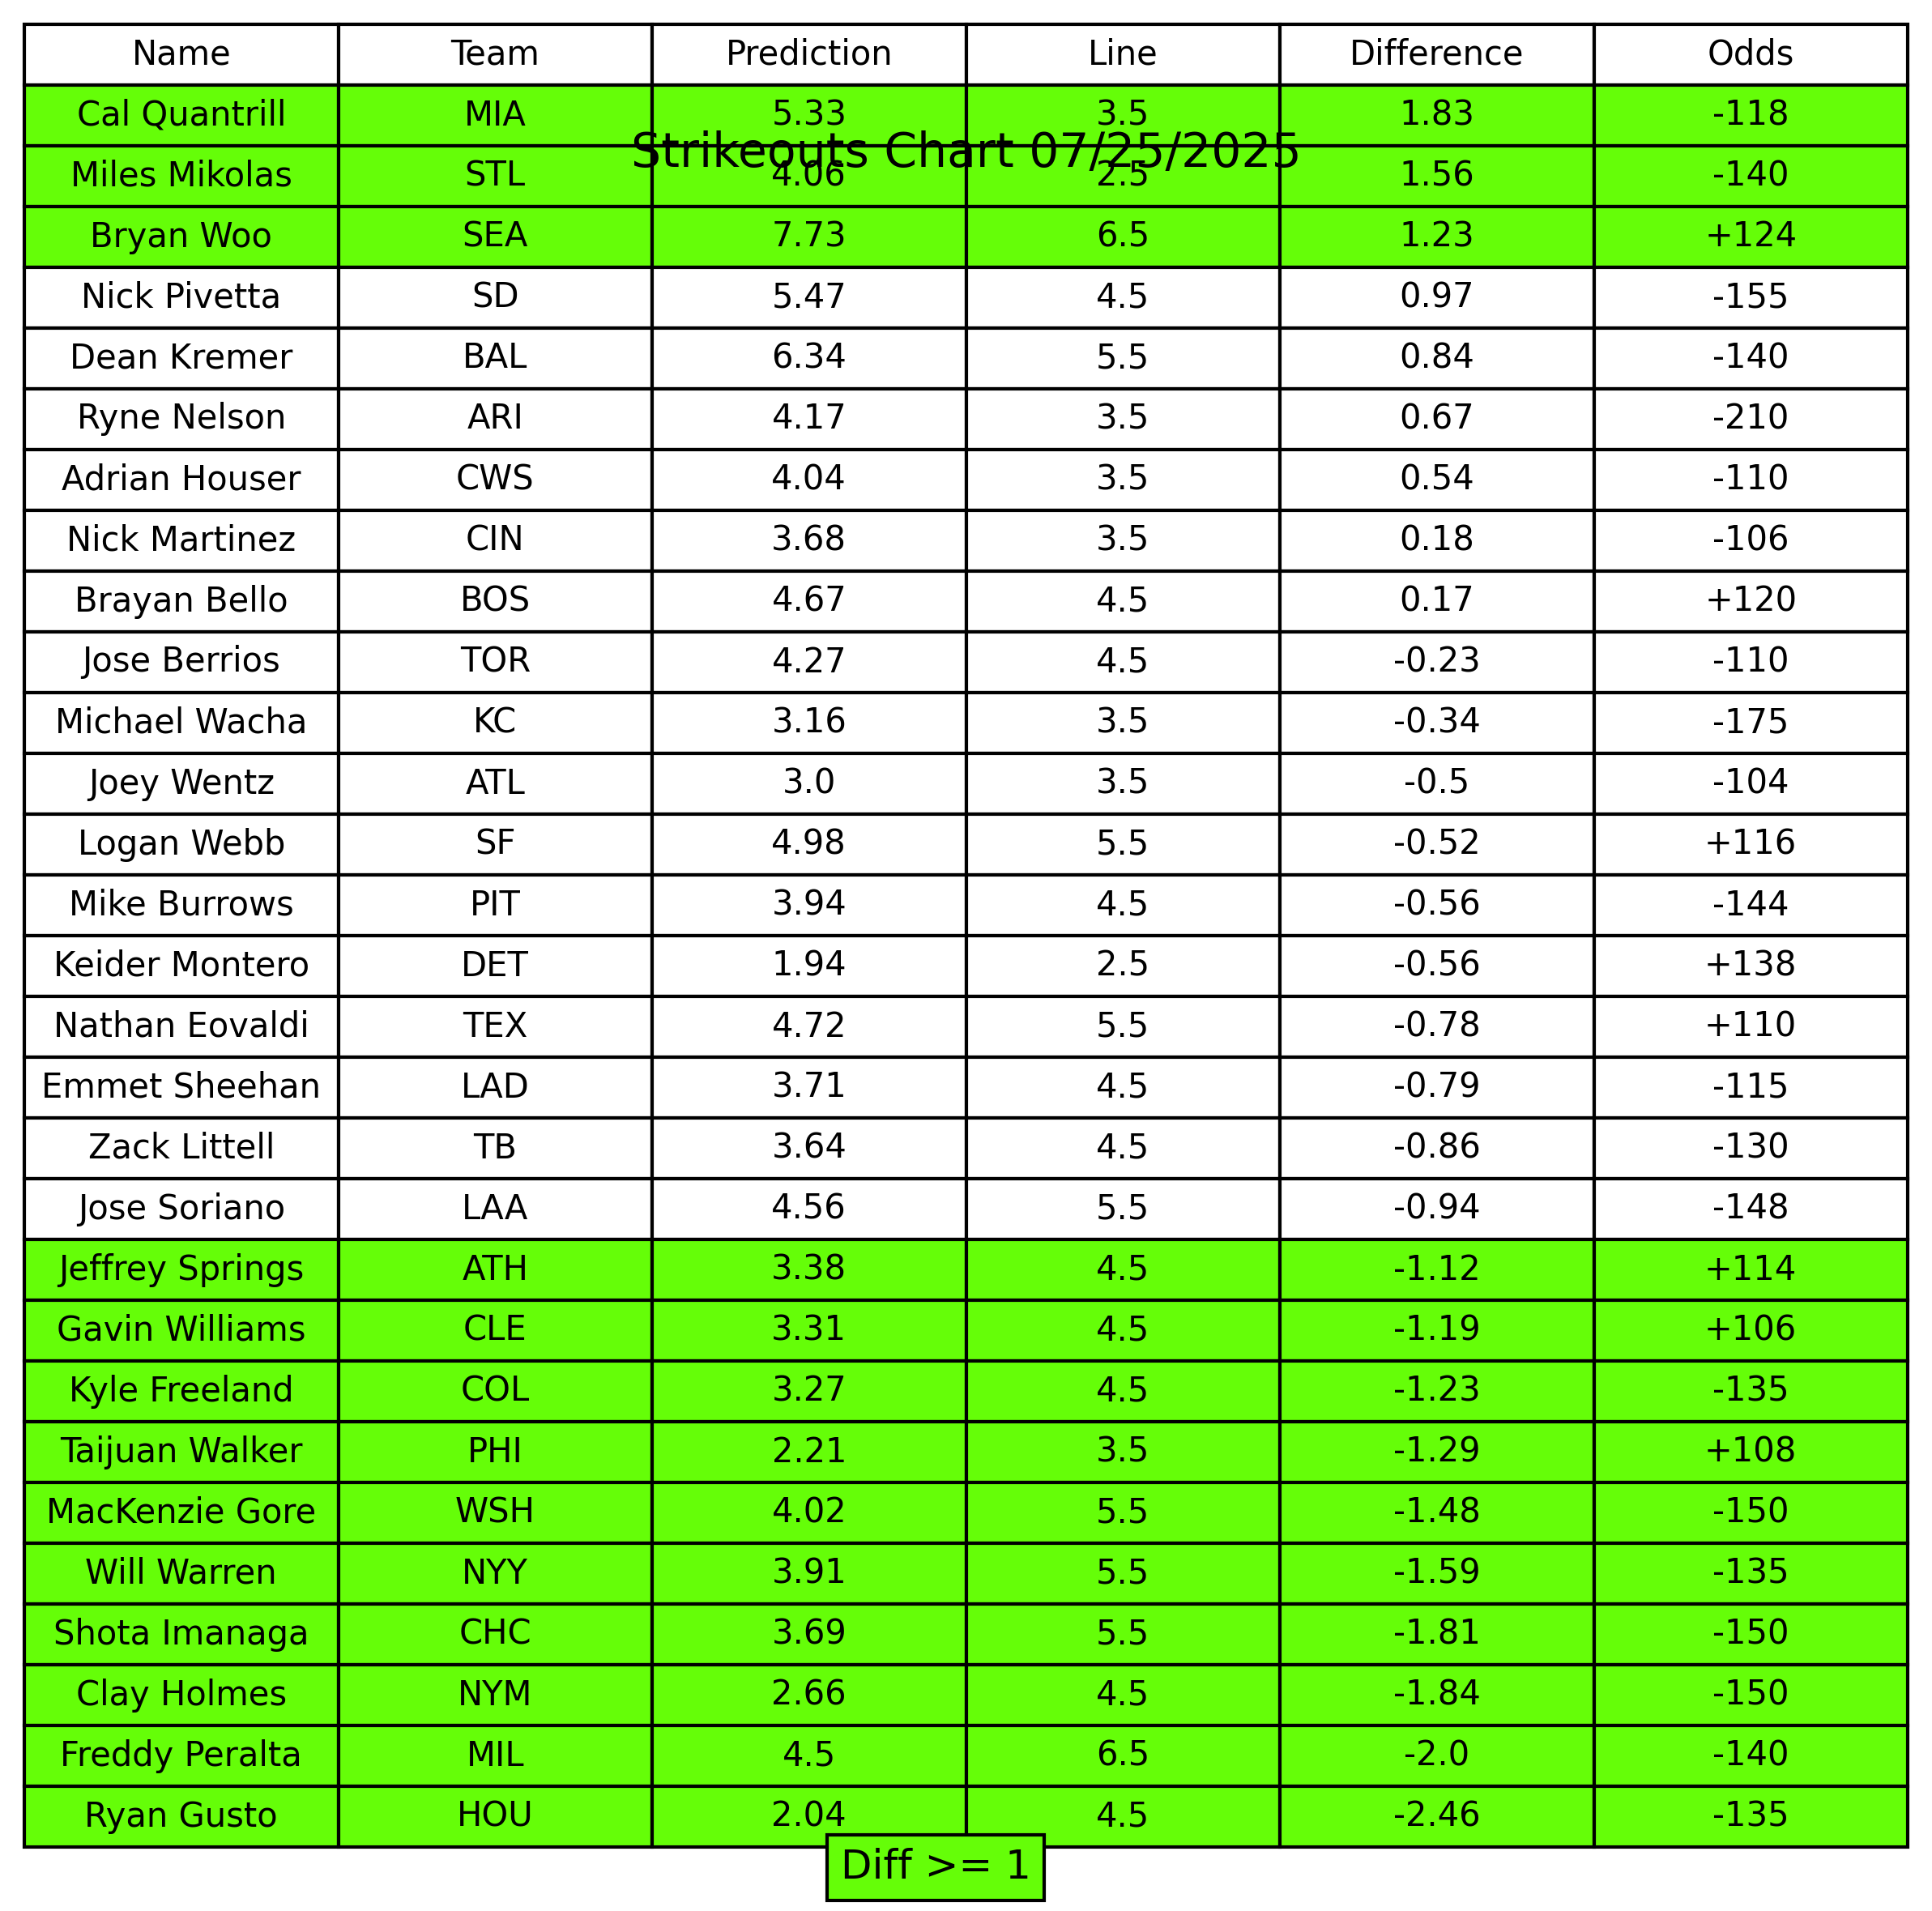 Name Team Prediction Line Difference Odds
Cal Quantrill MIA 5.33 3.5 1.83 -118
Strikeouts Chart 07/25/2025
Miles Mikolas STL 4.06 2.5 1.56 -140
Bryan Woo SEA 7.73 6.5 1.23 +124
Nick Pivetta SD 5.47 4.5 0.97 -155
Dean Kremer BAL 6.34 5.5 0.84 -140
Ryne Nelson ARI 4.17 3.5 0.67 -210
Adrian Houser CWS 4.04 3.5 0.54 -110
Nick Martinez CIN 3.68 3.5 0.18 -106
Brayan Bello BOS 4.67 4.5 0.17 +120
Jose Berrios TOR 4.27 4.5 -0.23 -110
Michael Wacha KC 3.16 3.5 -0.34 -175
Joey Wentz ATL 3.0 3.5 -0.5 -104
Logan Webb SF 4.98 5.5 -0.52 +116
Mike Burrows PIT 3.94 4.5 -0.56 -144
Keider Montero DET 1.94 2.5 -0.56 +138
Nathan Eovaldi TEX 4.72 5.5 -0.78 +110
Emmet Sheehan LAD 3.71 4.5 -0.79 -115
Zack Littell TB 3.64 4.5 -0.86 -130
Jose Soriano LAA 4.56 5.5 -0.94 -148
Jeffrey Springs ATH 3.38 4.5 -1.12 +114
Gavin Williams CLE 3.31 4.5 -1.19 +106
Kyle Freeland COL 3.27 4.5 -1.23 -135
Taijuan Walker PHI 2.21 3.5 -1.29 +108
MacKenzie Gore WSH 4.02 5.5 -1.48 -150
Will Warren NYY 3.91 5.5 -1.59 -135
Shota Imanaga CHC 3.69 5.5 -1.81 -150
Clay Holmes NYM 2.66 4.5 -1.84 -150
Freddy Peralta MIL 4.5 6.5 -2.0 -140
Ryan Gusto HOU 2.04 4.5 -2.46 -135
Diff >= 1